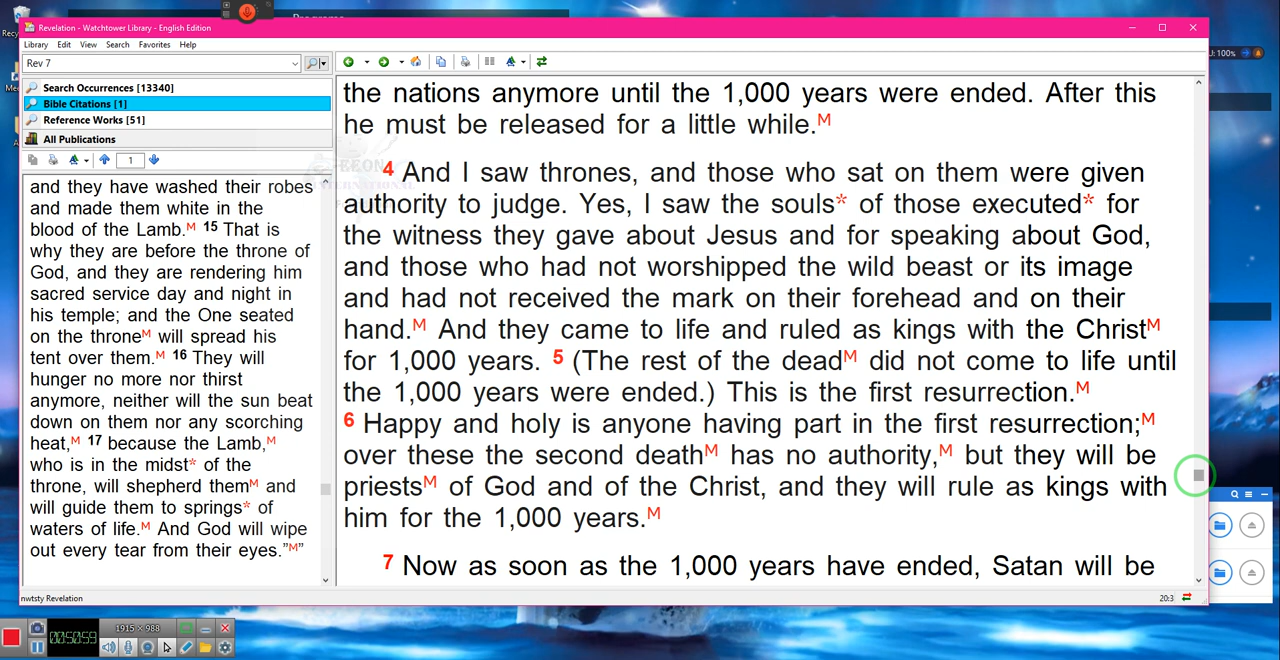 Revelation - Watchtower Library - English Edition
Library Edit View Search Favorites Help
Rev 7
Search Occurrences [13340]
Bible Citations [1]
Reference Works [51]
All Publications
1
and they have washed their robes
and made them white in the
blood of the Lamb.M 15 That is
why they are before the throne of
God, and they are rendering him
sacred service day and night in
his temple; and the One seated
on the throneM will spread his
tent over them.M 16 They will
hunger no more nor thirst
anymore, neither will the sun beat
down on them nor any scorching
heat,M 17 because the Lamb,M
who is in the midst* of the
throne, will shepherd themM and
will guide them to springs* of
waters of life.M And God will wipe
out every tear from their eyes.”M”
the nations anymore until the 1,000 years were ended. After this
he must be released for a little while.M
4 And I saw thrones, and those who sat on them were given
authority to judge. Yes, I saw the souls* of those executed* for
the witness they gave about Jesus and for speaking about God,
and those who had not worshipped the wild beast or its image
and had not received the mark on their forehead and on their
hand.M And they came to life and ruled as kings with the ChristM
for 1,000 years. 5 (The rest of the deadM did not come to life until
the 1,000 years were ended.) This is the first resurrection.M
6 Happy and holy is anyone having part in the first resurrection;M
over these the second deathM has no authority,M but they will be
priestsM of God and of the Christ, and they will rule as kings with
him for the 1,000 years.M
7 Now as soon as the 1,000 years have ended, Satan will be
nwtsty Revelation
20:3
U: 100%
1915 × 988
00:50:59